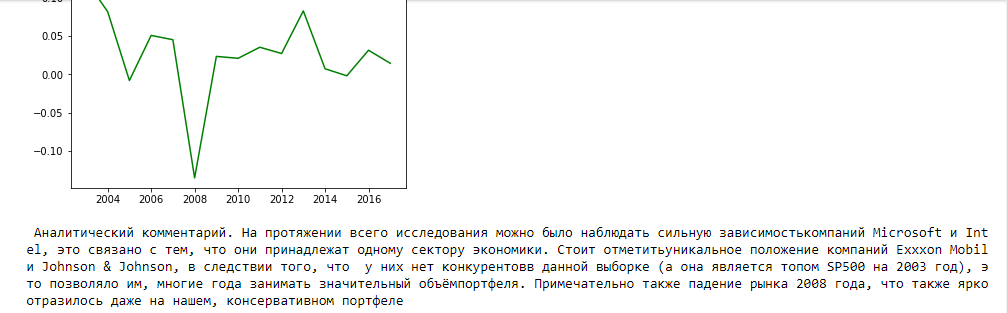 0.10
0.05
0.00
−0.05
−0.10
2004 2006 2008 2010 2012 2014 2016
Аналитический комментарий. На протяжении всего исследования можно было наблюдать сильную зависимостькомпаний Microsoft и Int
el, это связано с тем, что они принадлежат одному сектору экономики. Стоит отметитьуникальное положение компаний Exxxon Mobil
и Johnson & Johnson, в следствии того, что  у них нет конкурентовв данной выборке (а она является топом SP500 на 2003 год), э
то позволяло им, многие года занимать значительный объёмпортфеля. Примечательно также падение рынка 2008 года, что также ярко
отразилось даже на нашем, консервативном портфеле